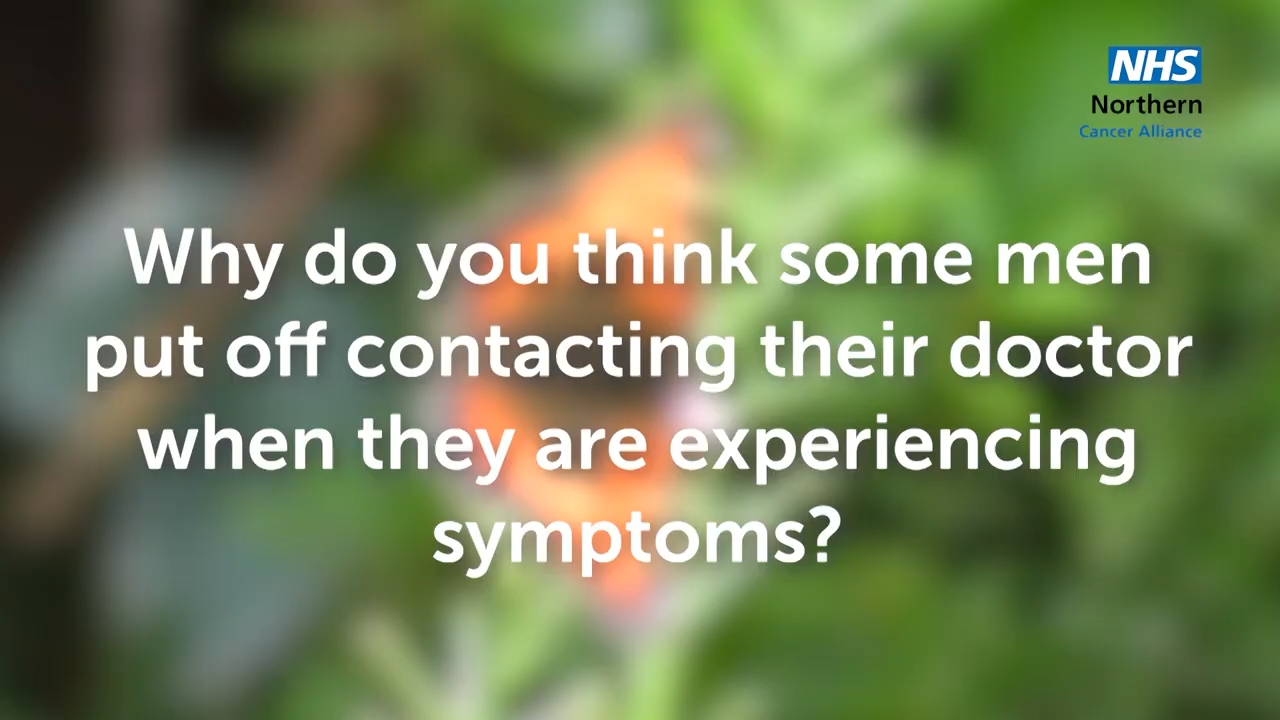 NHS
Northern
Cancer Alliance
Why do you think some men
put off contacting their doctor
when they are experiencing
symptoms?